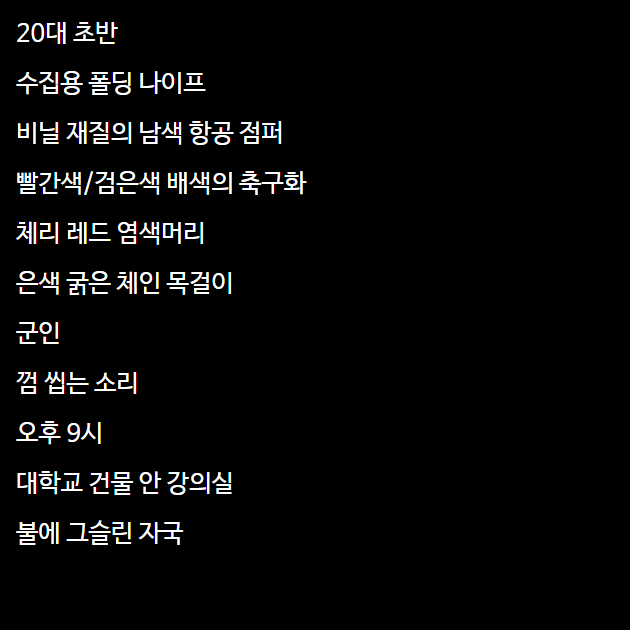 20대 초반
수집용 폴딩 나이프
비닐 재질의 남색 항공 점퍼
빨간색/검은색 배색의 축구화
체리 레드 염색머리
은색 굵은 체인 목걸이
군인
껌 씹는 소리
오후 9시
대학교 건물 안 강의실
불에 그슬린 자국